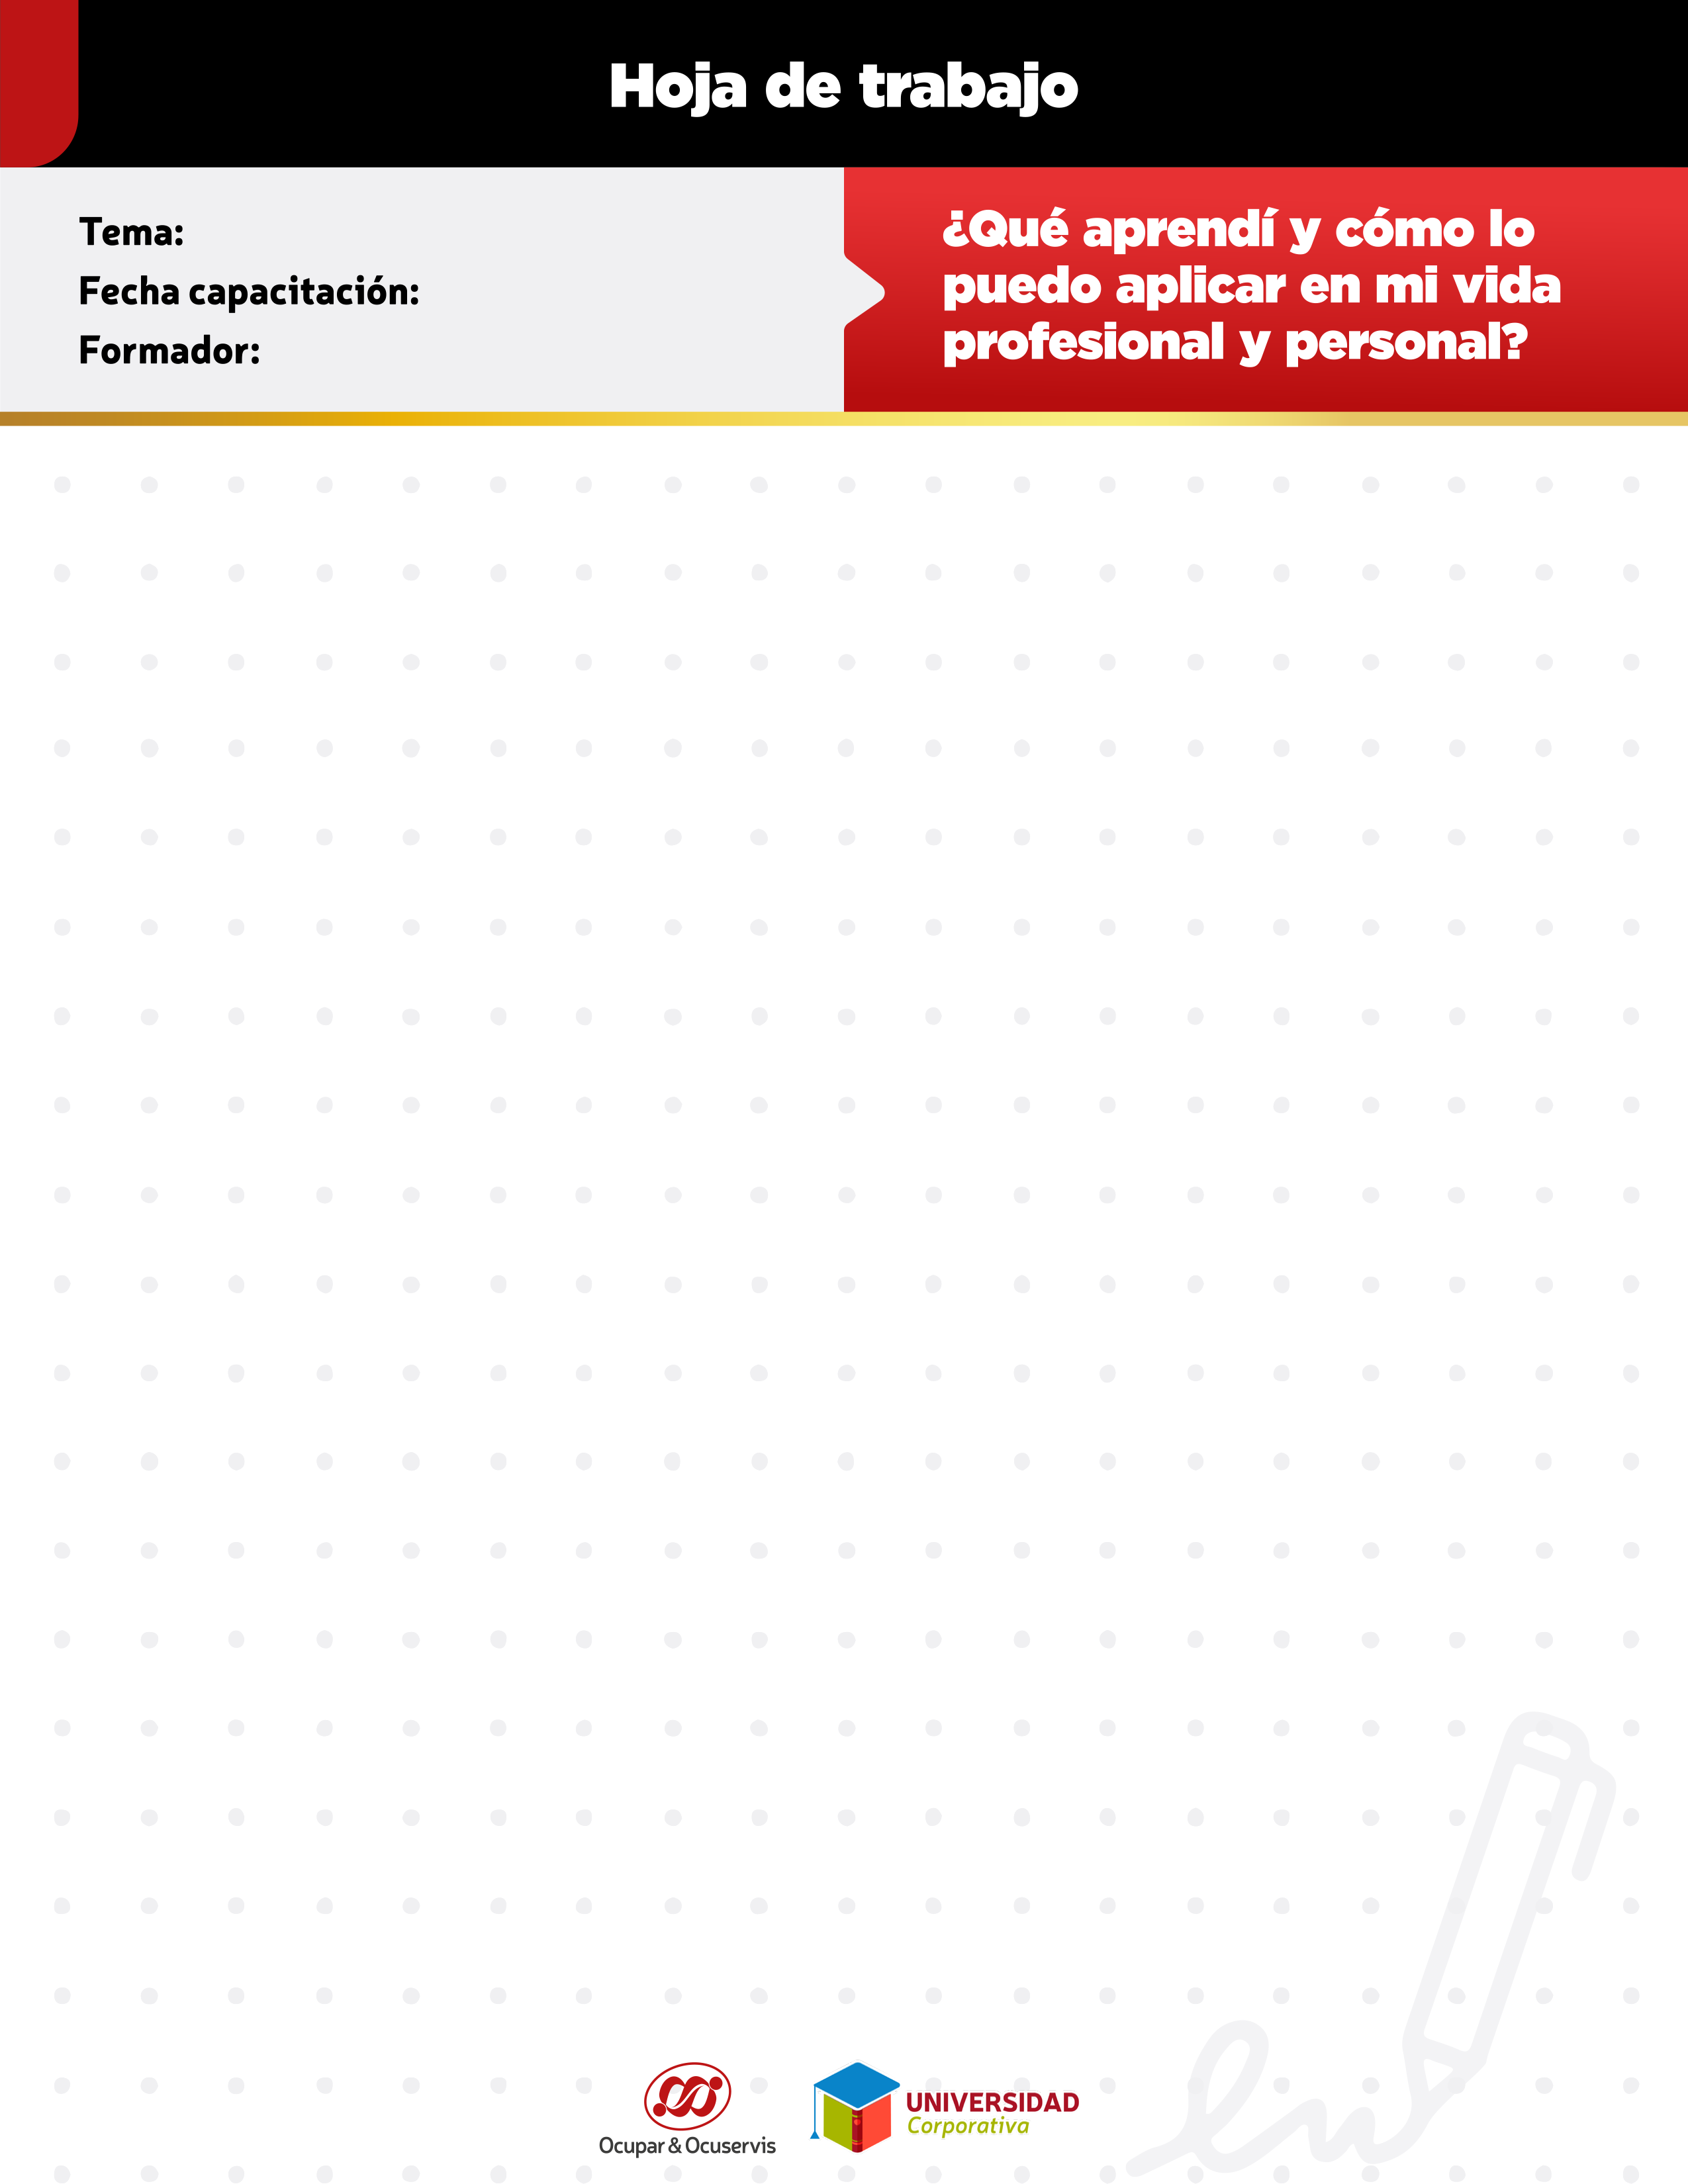 Hoja de trabajo
Tema:
Fecha capacitación:
Formador:
¿Qué aprendí y cómo lo
puedo aplicar en mi vida
profesional y personal?
Ocupar & Ocuservis
UNIVERSIDAD
Corporativa